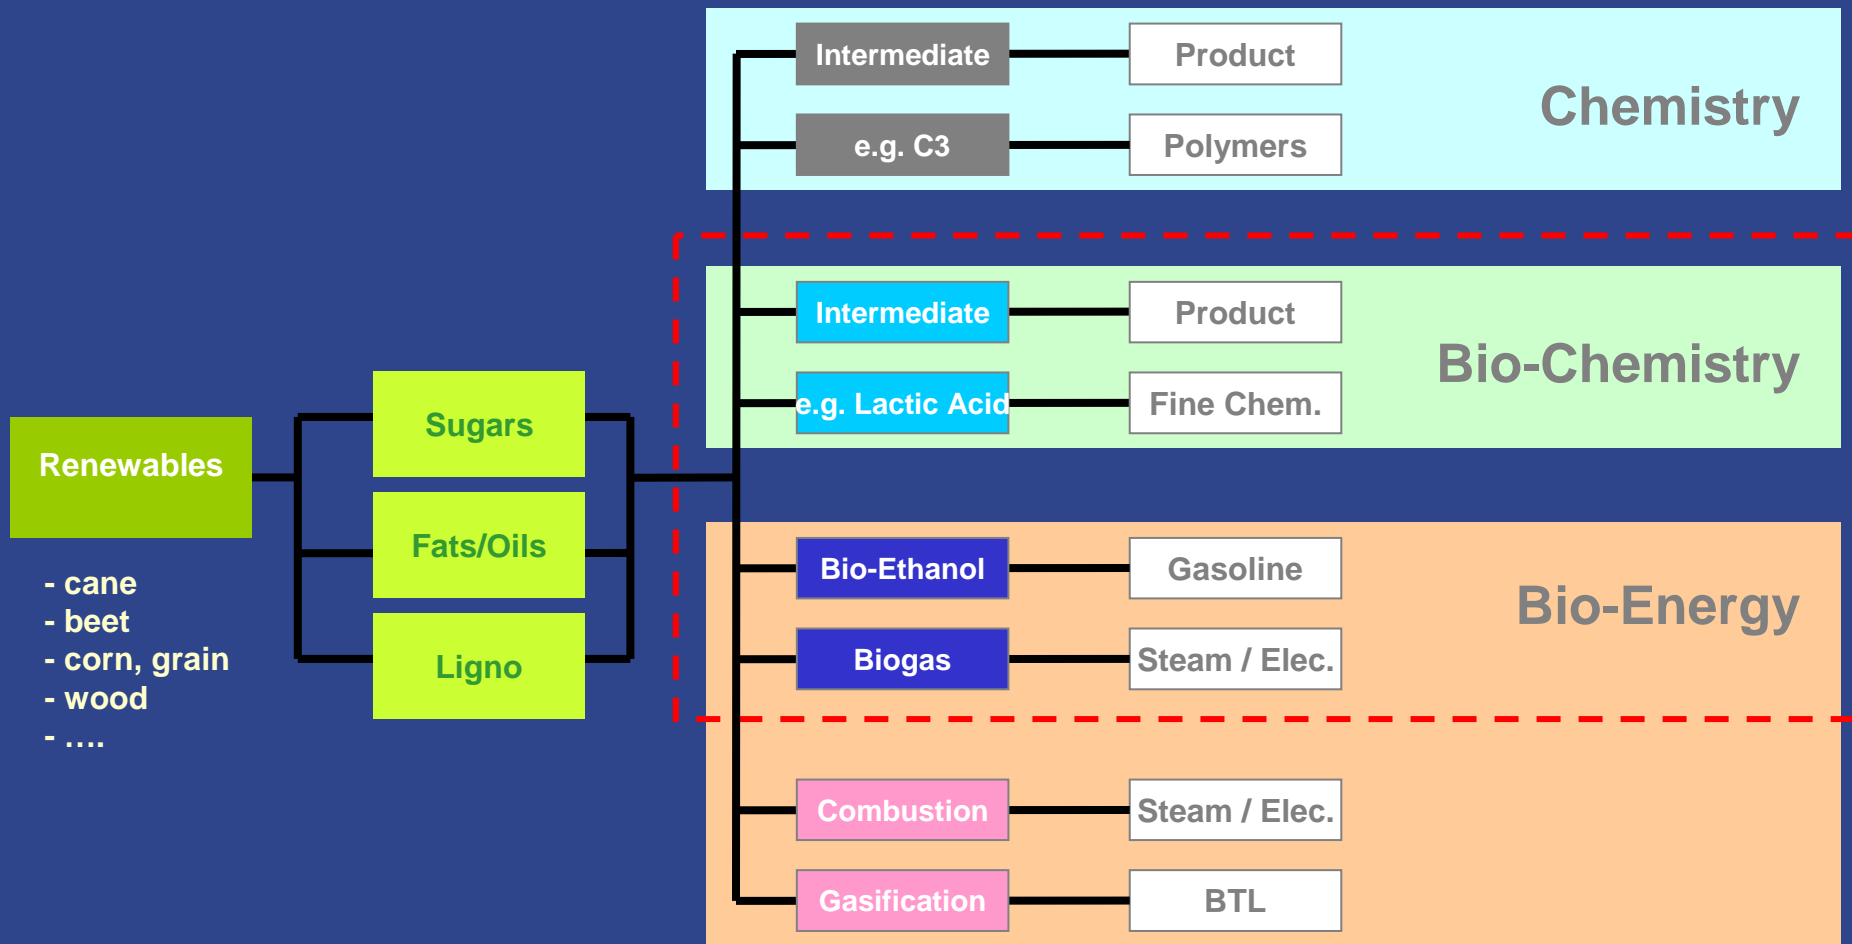 Intermediate
Product
Chemistry
e.g. C3
Polymers
Intermediate
Product
Bio-Chemistry
e.g. Lactic Acid
Fine Chem.
Renewables
Sugars
Fats/Oils
Ligno
- cane
- beet
- corn, grain
- wood
- ....
Bio-Ethanol
Gasoline
Bio-Energy
Biogas
Steam / Elec.
Combustion
Steam / Elec.
Gasification
BTL